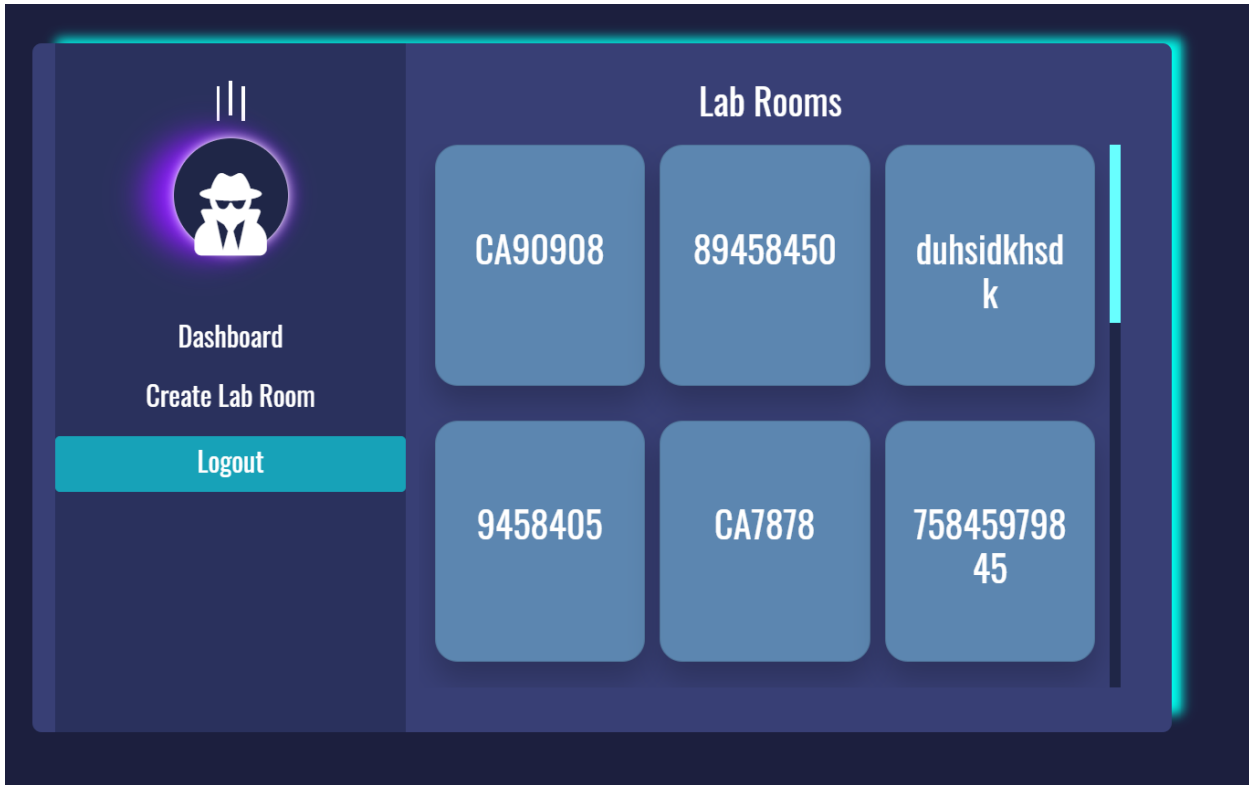 Lab Rooms
CA90908
89458450
duhsidkhsd
k
Dashboard
Create Lab Room
Logout
9458405
CA7878
758459798
45